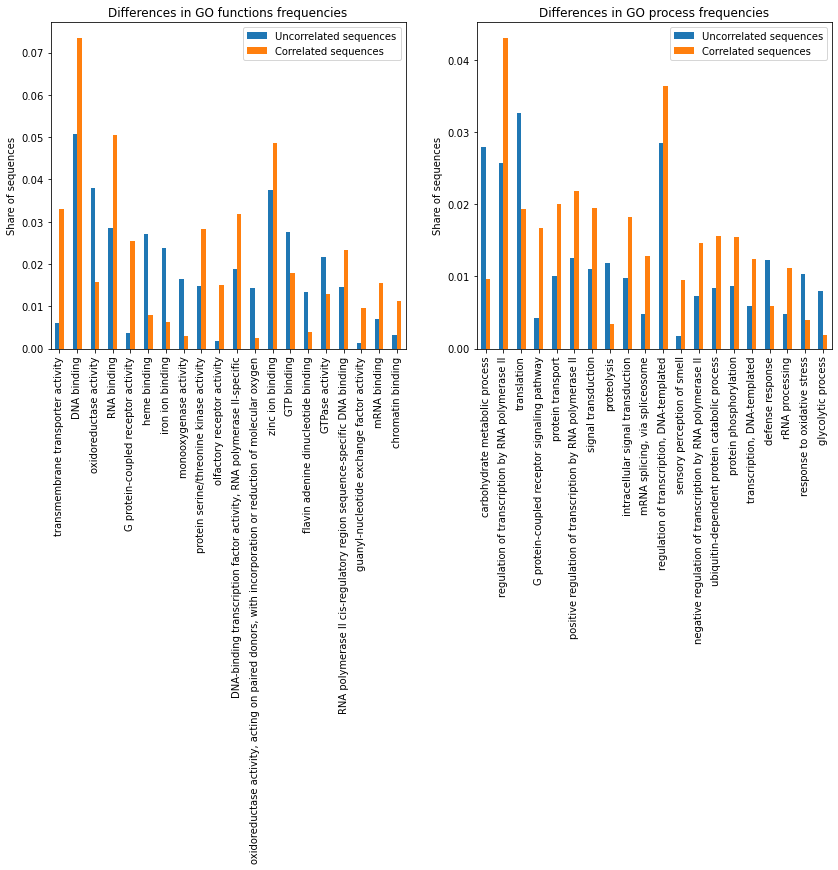 Differences in GO functions frequencies
Share of sequences
0.07
0.06
0.05
0.04
0.03
0.02
0.01
0.00
Uncorrelated sequences
Correlated sequences
transmembrane transporter activity
DNA binding
oxidoreductase activity
RNA binding
G protein-coupled receptor activity
heme binding
iron ion binding
monooxygenase activity
protein serine/threonine kinase activity
olfactory receptor activity
DNA-binding transcription factor activity, RNA polymerase II-specific
oxidoreductase activity, acting on paired donors, with incorporation or reduction of molecular oxygen
zinc ion binding
GTP binding
flavin adenine dinucleotide binding
GTPase activity
RNA polymerase II cis-regulatory region sequence-specific DNA binding
guanyl-nucleotide exchange factor activity
mRNA binding
chromatin binding
Differences in GO process frequencies
Share of sequences
0.04
0.03
0.02
0.01
0.00
Uncorrelated sequences
Correlated sequences
carbohydrate metabolic process
regulation of transcription by RNA polymerase II
translation
G protein-coupled receptor signaling pathway
protein transport
positive regulation of transcription by RNA polymerase II
signal transduction
proteolysis
intracellular signal transduction
mRNA splicing, via spliceosome
regulation of transcription, DNA-templated
sensory perception of smell
negative regulation of transcription by RNA polymerase II
ubiquitin-dependent protein catabolic process
protein phosphorylation
transcription, DNA-templated
defense response
rRNA processing
response to oxidative stress
glycolytic process